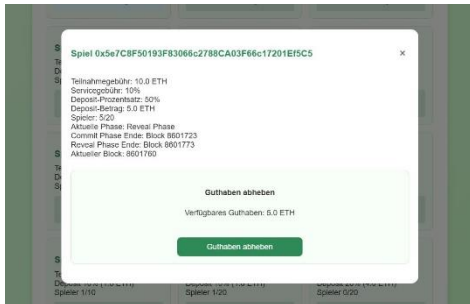 Spiel 0x5e7C8F50193F83066c2788CA03F66c17201Ef5C5
×
Teilnahmegebühr: 10.0 ETH
Servicegebühr: 10%
Deposit-Prozentsatz: 50%
Deposit-Betrag: 5.0 ETH
Spieler: 5/20
Aktuelle Phase: Reveal Phase
Commit Phase Ende: Block 8601723
Reveal Phase Ende: Block 8601773
Aktueller Block: 8601760
Guthaben abheben
Verfügbares Guthaben: 5.0 ETH
Guthaben abheben
Spieler 1/10
Spieler 1/20
Spieler 0/20